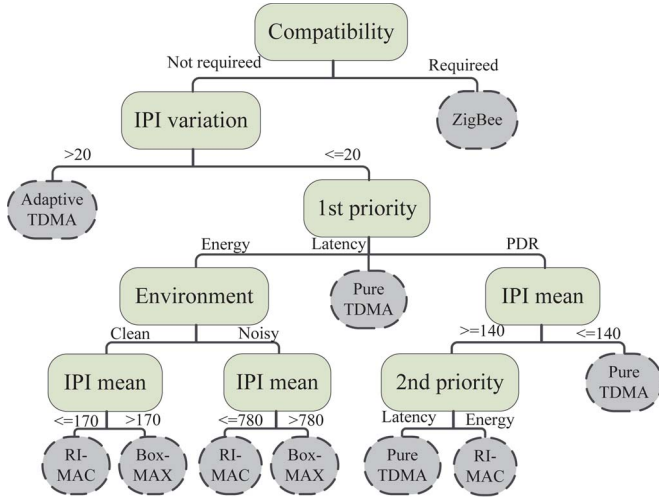 Compatibility
Not requireed
Requireed
IPI variation
ZigBee
>20
<=20
Adaptive
TDMA
1st priority
Energy
Latency
PDR
Environment
Pure
TDMA
IPI mean
Clean
Noisy
>=140
<=140
IPI mean
IPI mean
2nd priority
Pure
TDMA
<=170
>170
<=780
>780
Latency
Energy
RI-
MAC
Box-
MAX
RI-
MAC
Box-
MAX
Pure
TDMA
RI-
MAC